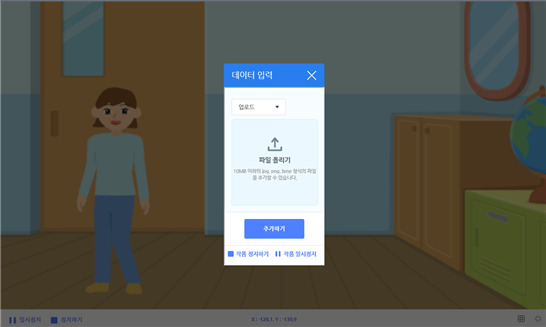 데이터 입력
업로드
파일 올리기
10MB 이하의 jpg, png, bmp 형식의 파일
을 추가할 수 있습니다.
추가하기
작품 정지하기
작품 일시정지
일시정지
정지하기